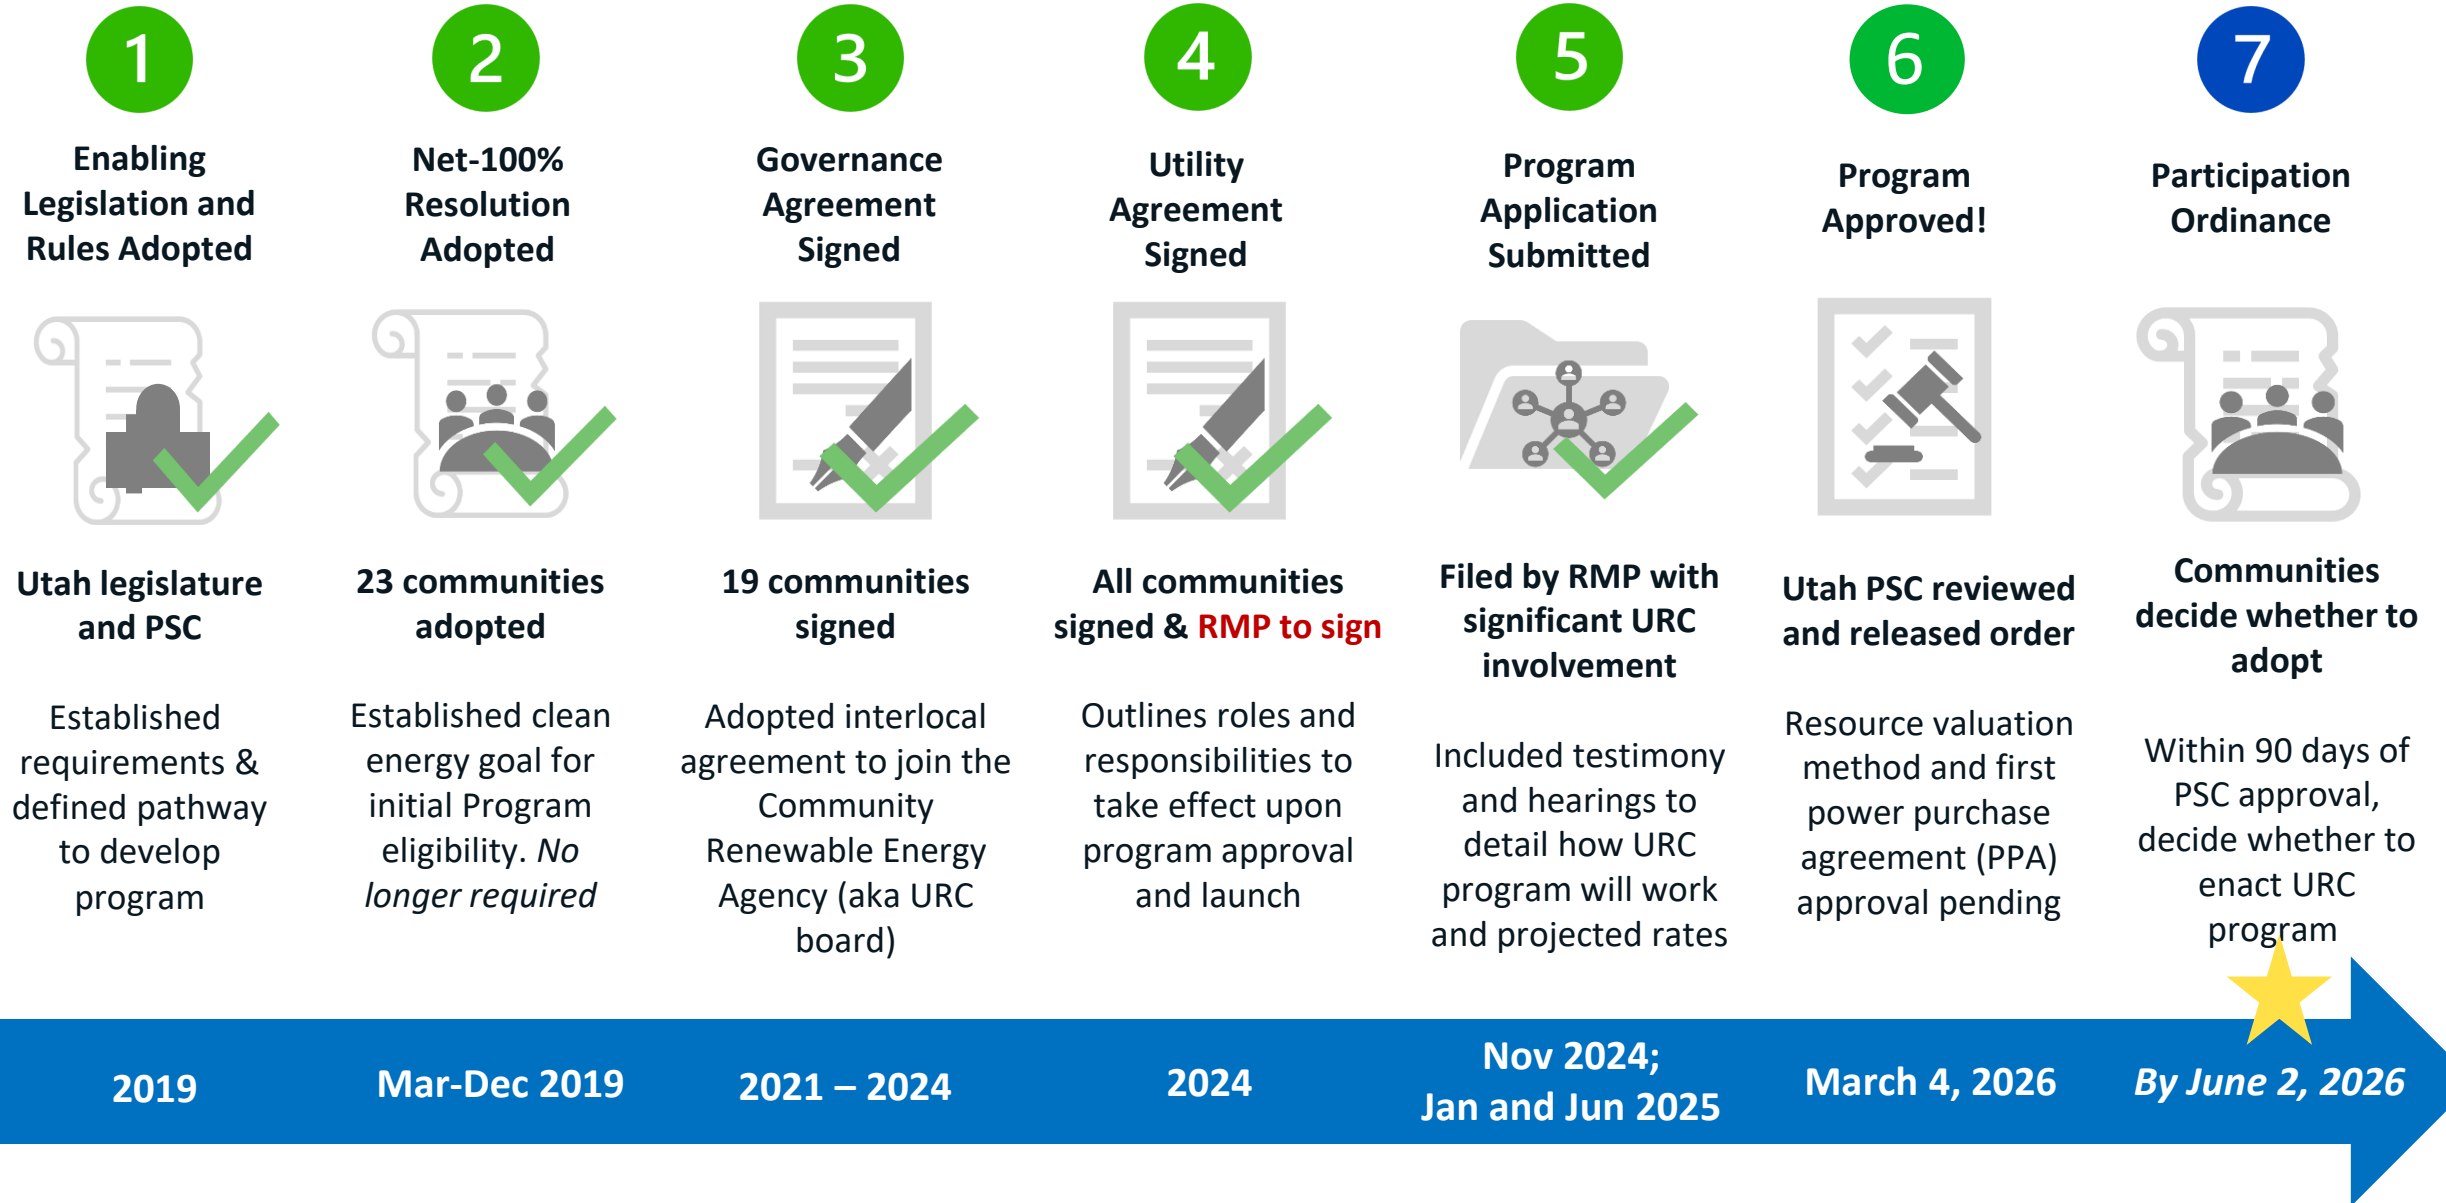 1
Enabling
Legislation and
Rules Adopted
Utah legislature
and PSC
Established
requirements &
defined pathway
to develop
program
2019
2
Net-100%
Resolution
Adopted
23 communities
adopted
Established clean
energy goal for
initial Program
eligibility. No
longer required
Mar-Dec 2019
3
Governance
Agreement
Signed
19 communities
signed
Adopted interlocal
agreement to join the
Community
Renewable Energy
Agency (aka URC
board)
2021 – 2024
4
Utility
Agreement
Signed
All communities
signed & RMP to sign
Outlines roles and
responsibilities to
take effect upon
program approval
and launch
2024
5
Program
Application
Submitted
Filed by RMP with
significant URC
involvement
Included testimony
and hearings to
detail how URC
program will work
and projected rates
Nov 2024;
Jan and Jun 2025
6
Program
Approved!
Utah PSC reviewed
and released order
Resource valuation
method and first
power purchase
agreement (PPA)
approval pending
March 4, 2026
7
Participation
Ordinance
Communities
decide whether to
adopt
Within 90 days of
PSC approval,
decide whether to
enact URC
program
By June 2, 2026